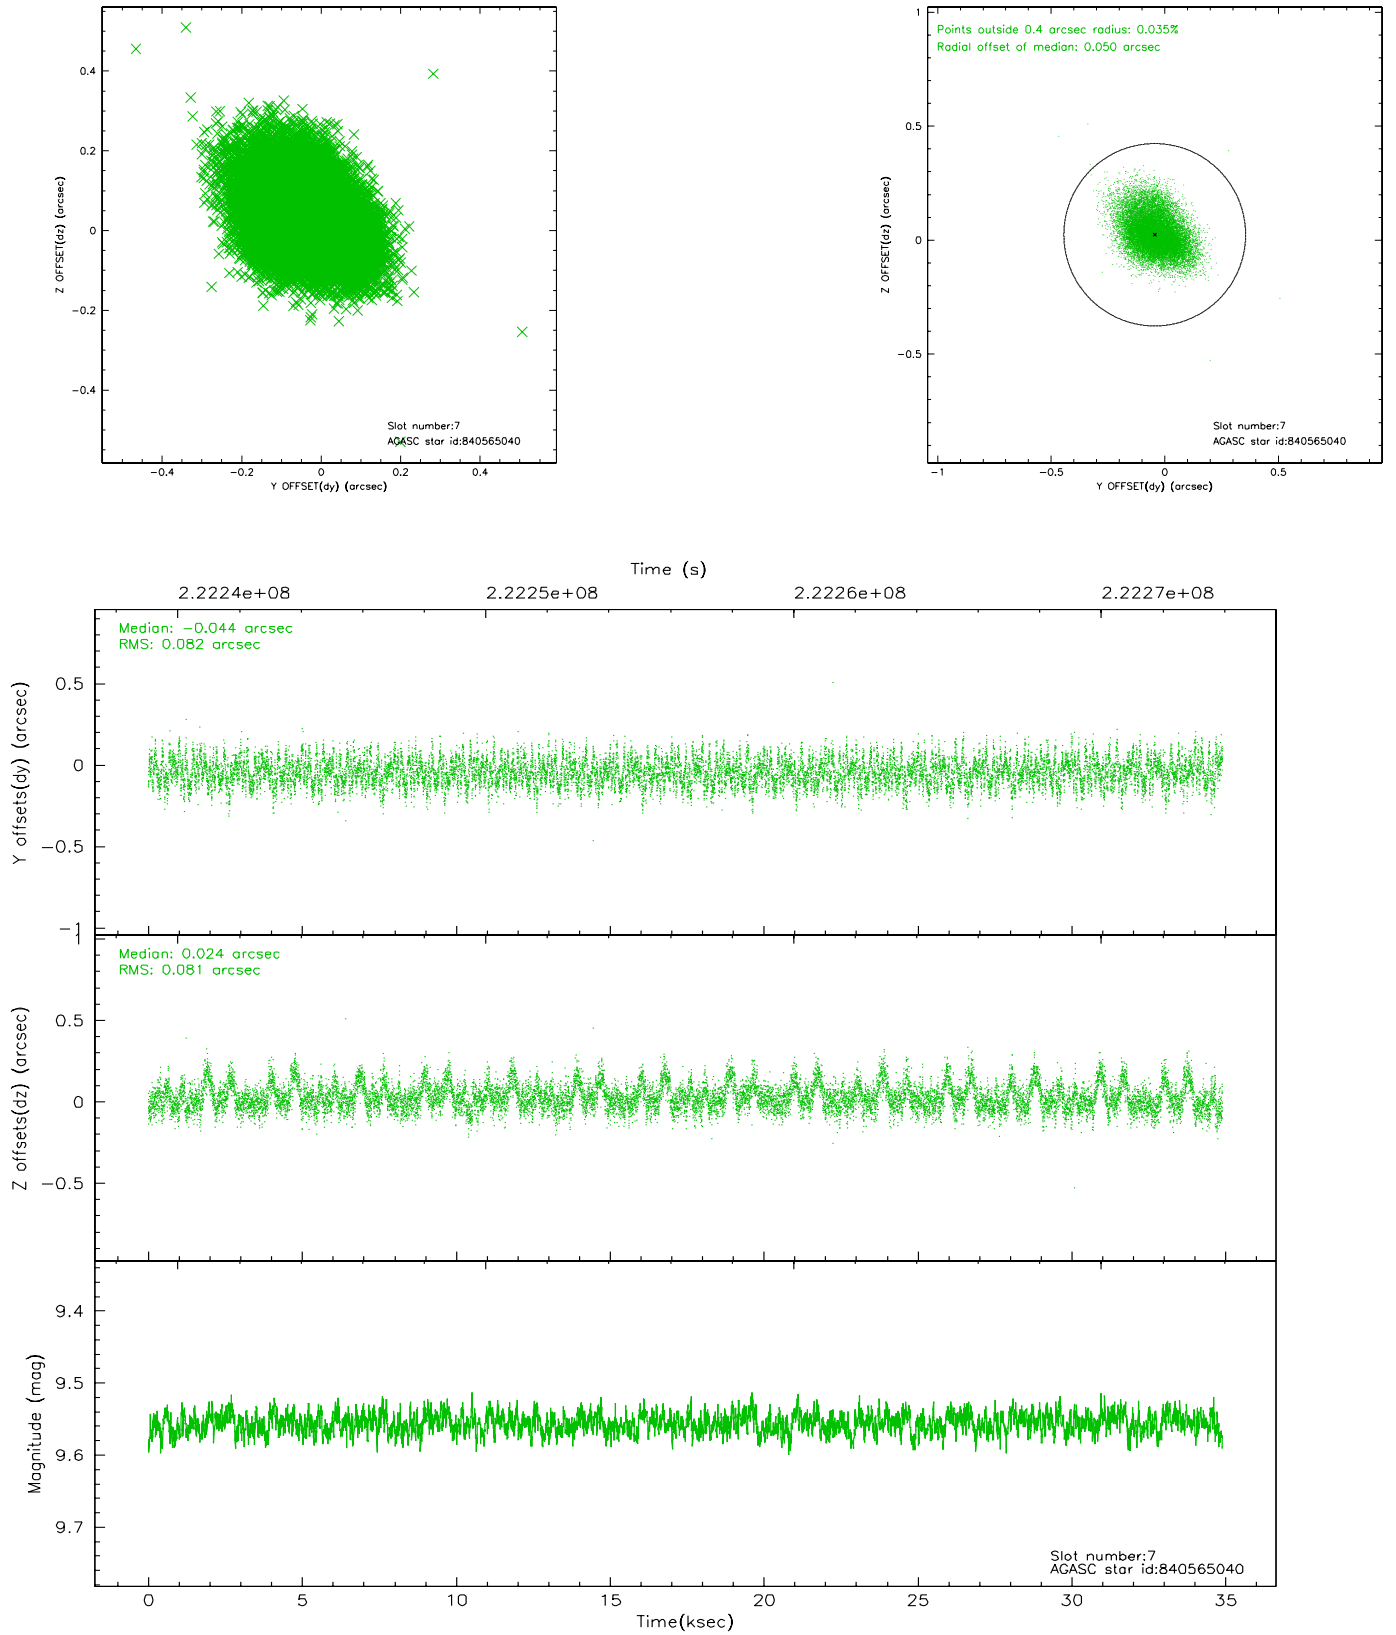 Points outside 0.4 arcsec radius: 0.035%
Radial offset of median: 0.050 arcsec
0.4
0.2
0
−0.2
−0.4
Z OFFSET(dz) (arcsec)
Slot number:7
AGASC star id:840565040
−0.4
−0.2
0
0.2
0.4
Y OFFSET(dy) (arcsec)
1
0.5
0
−0.5
Z OFFSET(dz) (arcsec)
Slot number:7
AGASC star id:840565040
−1
−0.5
0
0.5
Y OFFSET(dy) (arcsec)
Time (s)
2.2224e+08
2.2225e+08
2.2226e+08
2.2227e+08
Median: −0.044 arcsec
RMS: 0.082 arcsec
0.5
0
−0.5
−1
Y offsets(dy) (arcsec)
Median: 0.024 arcsec
RMS: 0.081 arcsec
1
0.5
0
−0.5
Z offsets(dz) (arcsec)
9.4
9.5
9.6
9.7
Magnitude (mag)
Slot number:7
AGASC star id:840565040
0
5
10
15
20
25
30
35
Time(ksec)